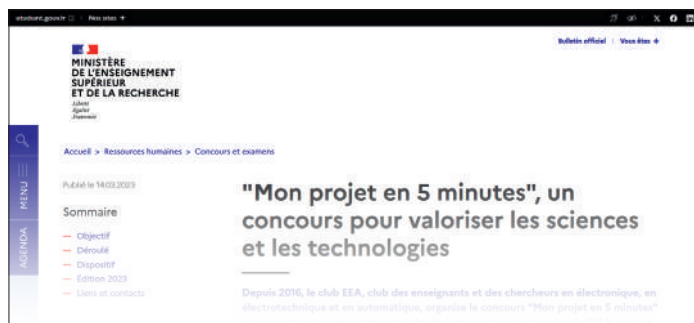 etudiant.gouv.fr Nos sites +
Bulletin officiel Vous êtes +
MINISTÈRE
DE L'ENSEIGNEMENT
SUPÉRIEUR
ET DE LA RECHERCHE
Liberté
Égalité
Fraternité
MENU
AGENDA
Accueil > Ressources humaines > Concours et examens
Publié le 14.03.2023
Sommaire
— Objectif
— Déroulé
— Dispositif
— Édition 2023
— Liens et contacts
"Mon projet en 5 minutes", un
concours pour valoriser les sciences
et les technologies
Depuis 2016, le club EEA, club des enseignants et des chercheurs en électronique, en
électrotechnique et en automatique, organise le concours "Mon projet en 5 minutes"